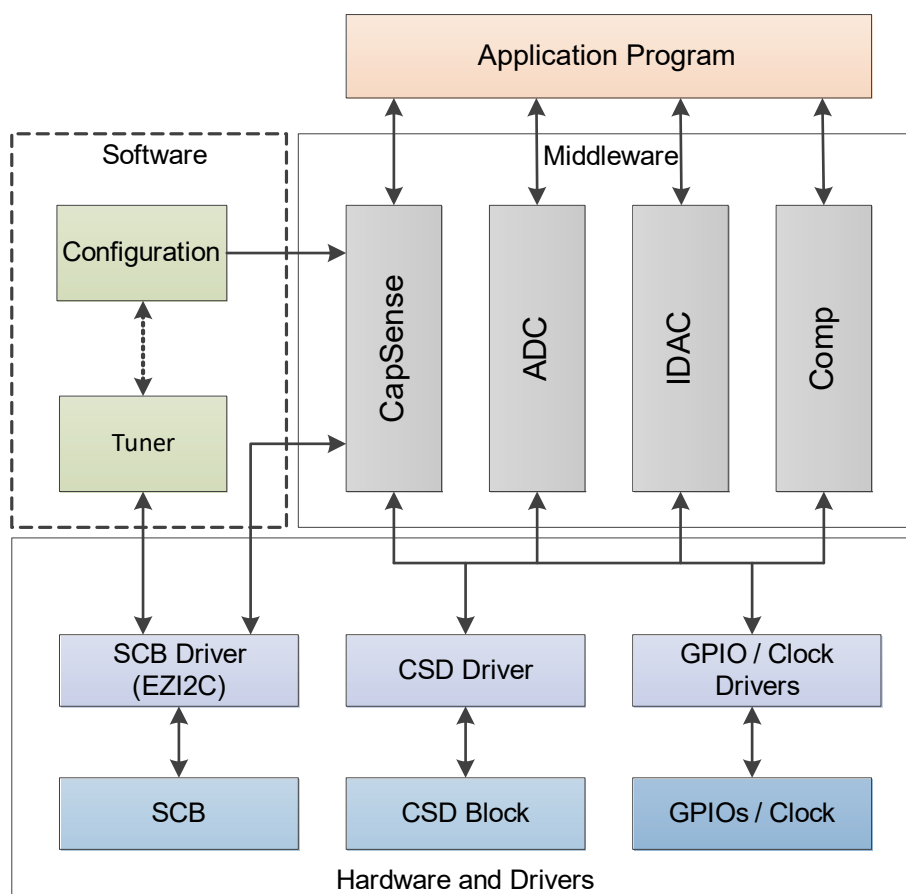 Application Program
Software
Middleware
Configuration
Tuner
CapSense
ADC
IDAC
Comp
SCB Driver
(EZI2C)
CSD Driver
GPIO / Clock
Drivers
SCB
CSD Block
GPIOs / Clock
Hardware and Drivers